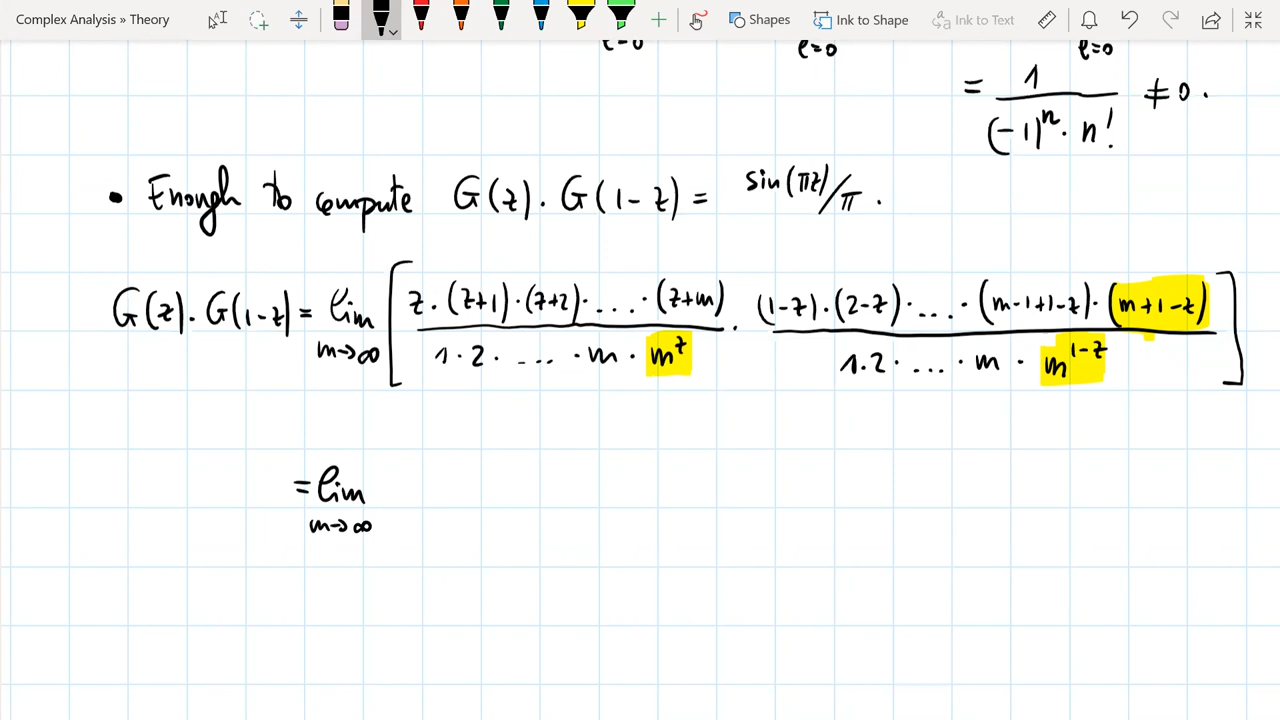 Complex Analysis » Theory
Shapes
Ink to Shape
Ink to Text
l=0 l=0 l=0
= 1 / ((-1)^n · n!) ≠ 0.
• Enough to compute G(z) · G(1-z) = sin(πz)/π.
G(z) · G(1-z) = lim_{m→∞} [ z · (z+1) · (z+2) · ... · (z+m) / (1 · 2 · ... · m · m^z) · (1-z) · (2-z) · ... · (m-1+1-z) · (m+1-z) / (1 · 2 · ... · m · m^{1-z}) ]
= lim_{m→∞}